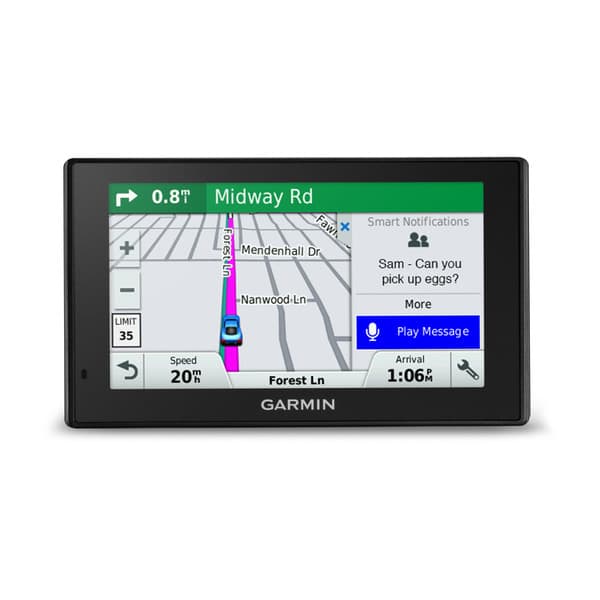 0.8 mi
Midway Rd
Forest Ln
Mendenhall Dr
Nanwood Ln
LIMIT
35
Smart Notifications
Sam - Can you
pick up eggs?
More
Play Message
Speed
20 mh
Forest Ln
Arrival
1:06 PM
GARMIN